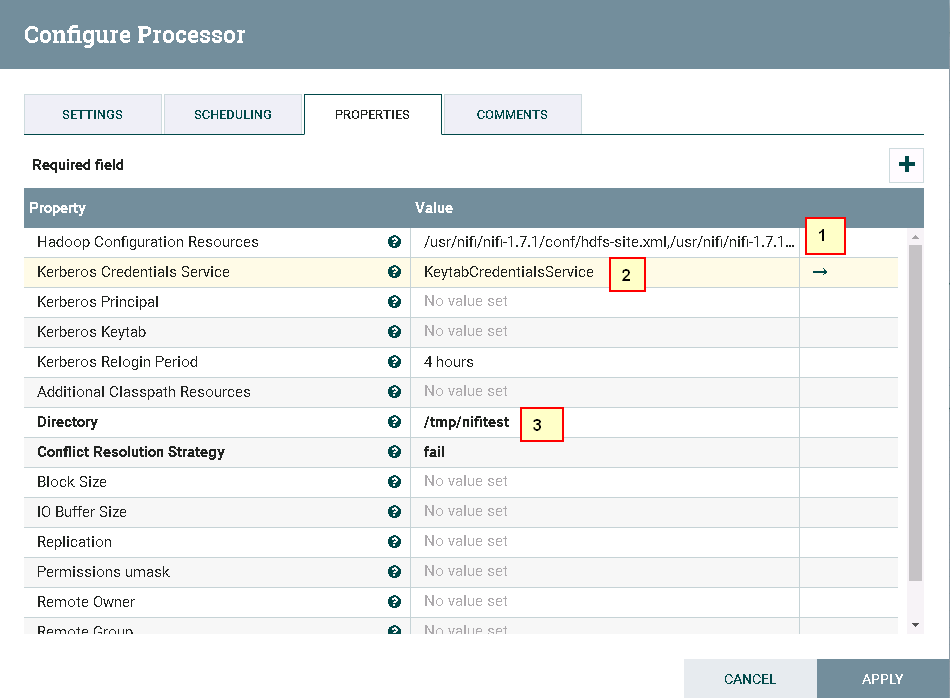 Configure Processor
SETTINGS SCHEDULING PROPERTIES COMMENTS
Required field
Property Value
Hadoop Configuration Resources /usr/nifi/nifi-1.7.1/conf/hdfs-site.xml,/usr/nifi/nifi-1.7.1... 1
Kerberos Credentials Service KeytabCredentialsService 2
Kerberos Principal No value set
Kerberos Keytab No value set
Kerberos Relogin Period 4 hours
Additional Classpath Resources No value set
Directory /tmp/nifitest 3
Conflict Resolution Strategy fail
Block Size No value set
IO Buffer Size No value set
Replication No value set
Permissions umask No value set
Remote Owner No value set
Remote Group No value set
CANCEL APPLY